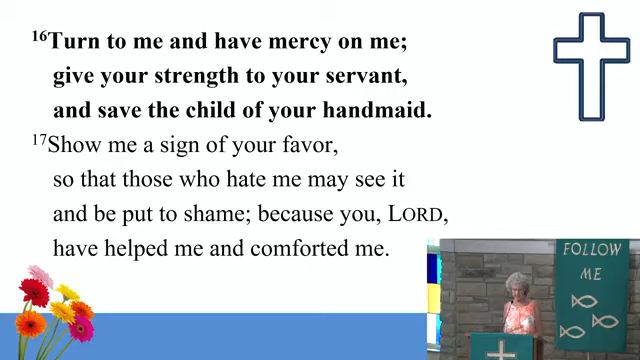 16Turn to me and have mercy on me;
give your strength to your servant,
and save the child of your handmaid.
17Show me a sign of your favor,
so that those who hate me may see it
and be put to shame; because you, LORD,
have helped me and comforted me.
FOLLOW
ME